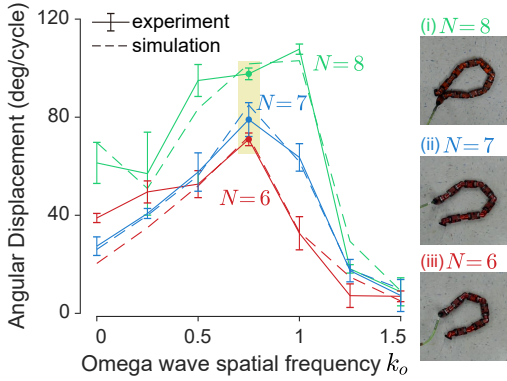 Angular Displacement (deg/cycle)
120
80
40
0
experiment
simulation
N=8
N=7
N=6
0
0.5
1
1.5
Omega wave spatial frequency kₒ
(i) N=8
(ii) N=7
(iii) N=6